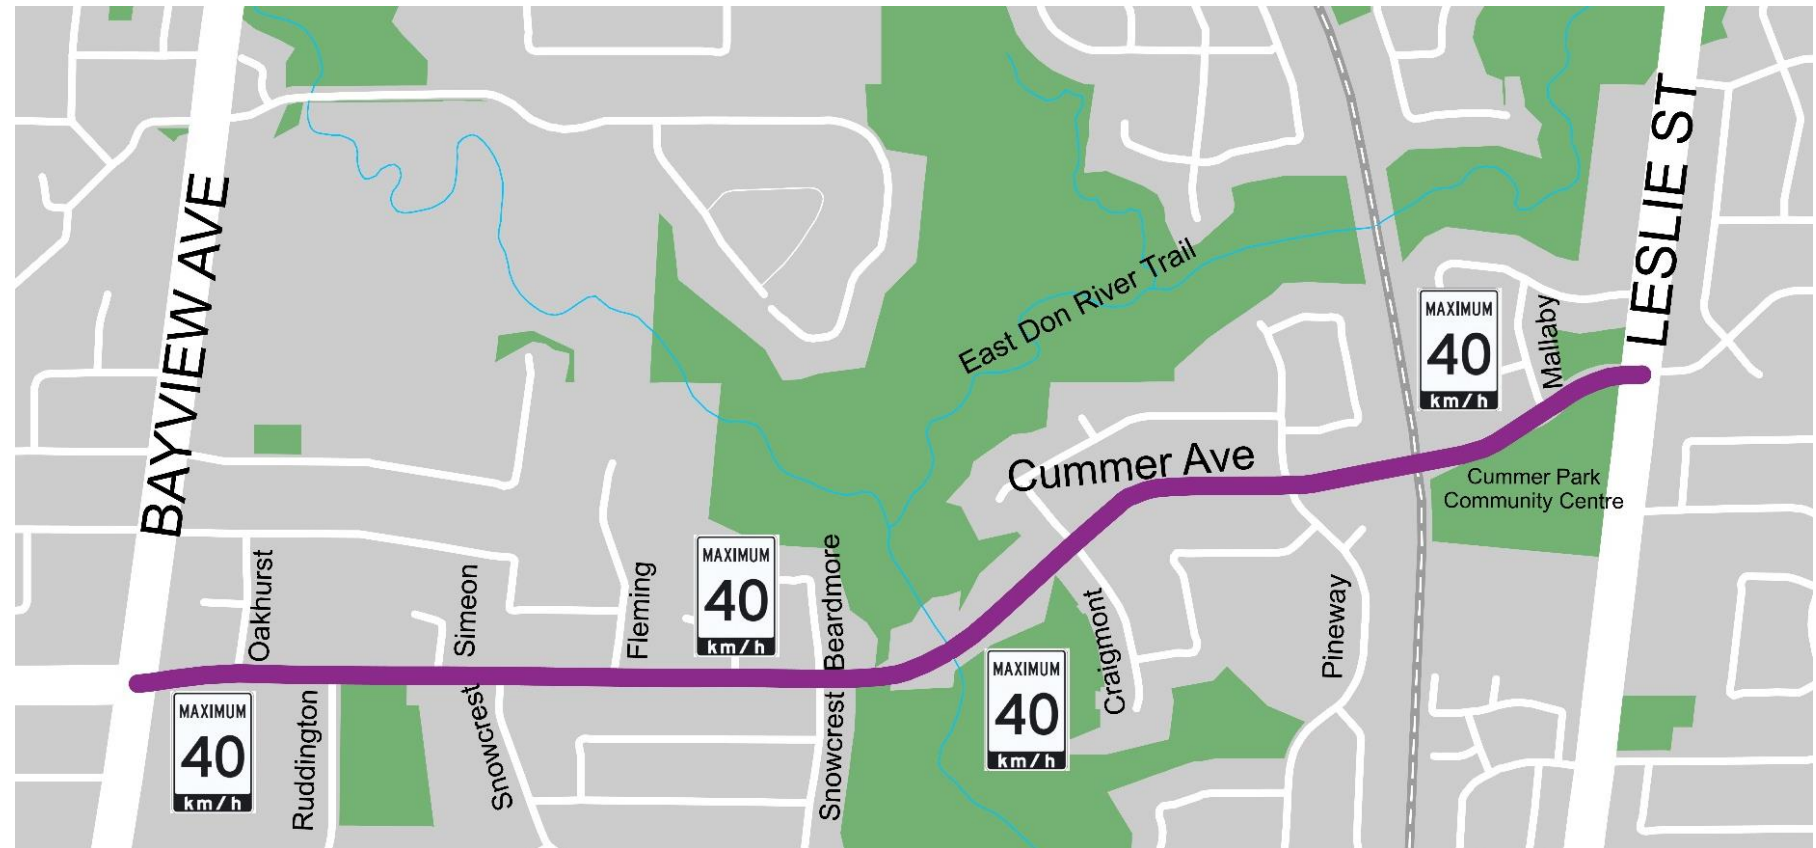 BAYVIEW AVE
LESLIE ST
East Don River Trail
MAXIMUM
40
km/h
Mallaby
Cummer Ave
Cummer Park
Community Centre
Oakhurst
Simeon
Fleming
MAXIMUM
40
km/h
Beardmore
Craigmont
Pineway
MAXIMUM
40
km/h
Ruddington
Snowcrest
Snowcrest
MAXIMUM
40
km/h